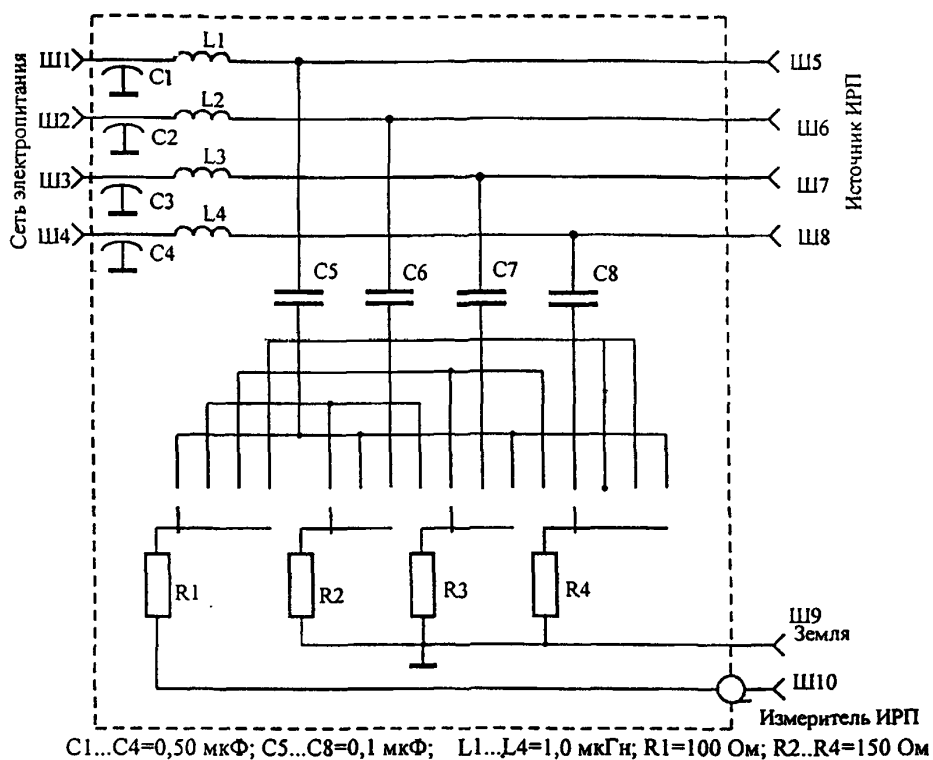 Сеть электропитания
Ш1
L1
C1
Ш5
Ш2
L2
C2
Ш6
Источник ИРП
Ш3
L3
C3
Ш7
Ш4
L4
C4
Ш8
C5
C6
C7
C8
R1
R2
R3
R4
Ш9
Земля
Ш10
Измеритель ИРП
C1...C4=0,50 мкФ; C5...C8=0,1 мкФ; L1...L4=1,0 мкГн; R1=100 Ом; R2..R4=150 Ом